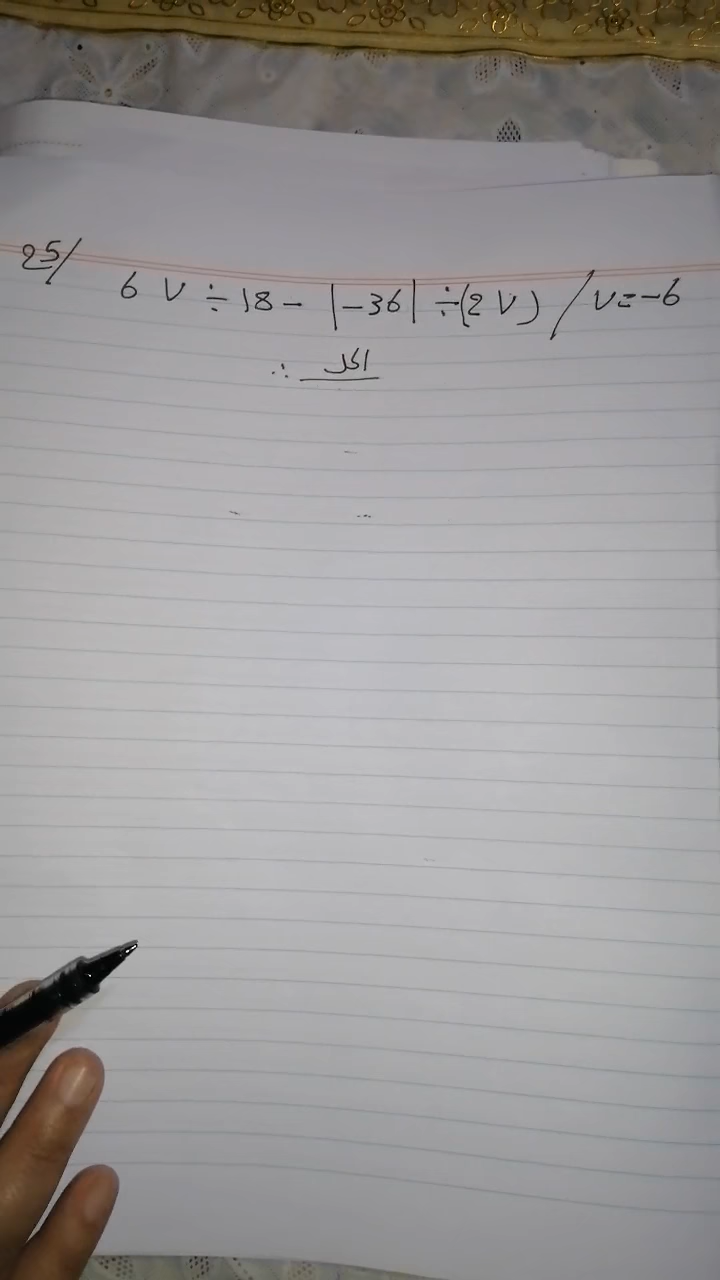 25/ 6 V ÷ 18 - |-36| ÷ (2 V) / V = -6
الحل :